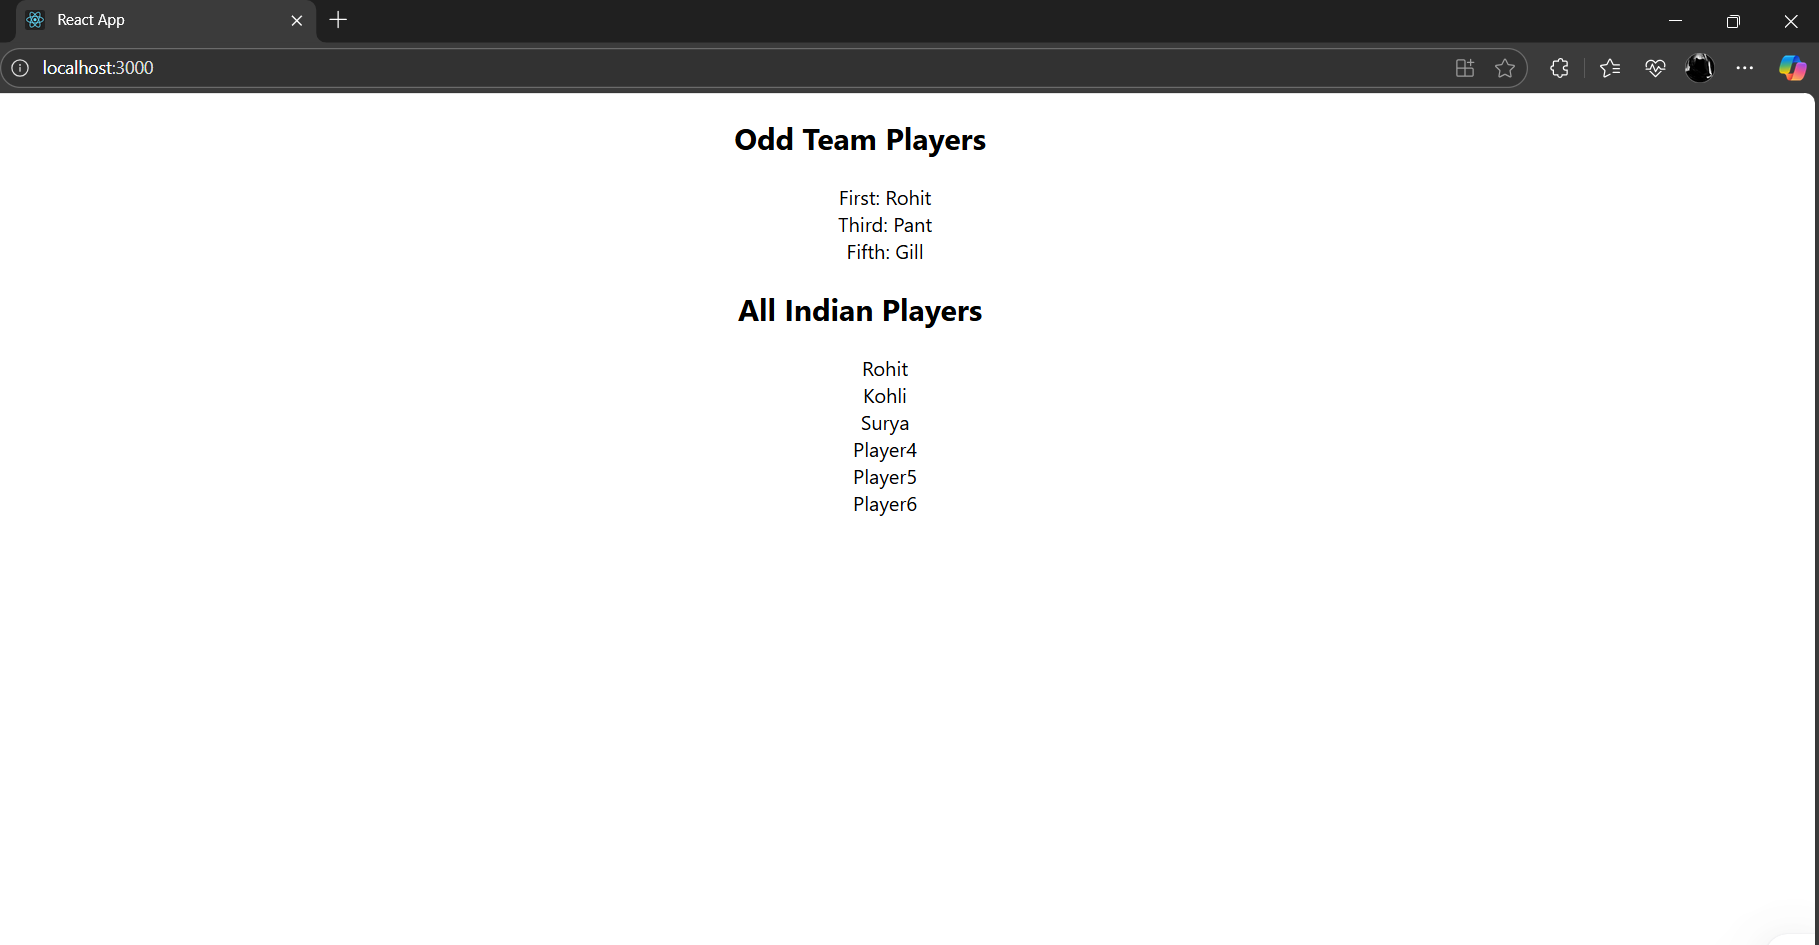 React App
localhost:3000
Odd Team Players
First: Rohit
Third: Pant
Fifth: Gill
All Indian Players
Rohit
Kohli
Surya
Player4
Player5
Player6